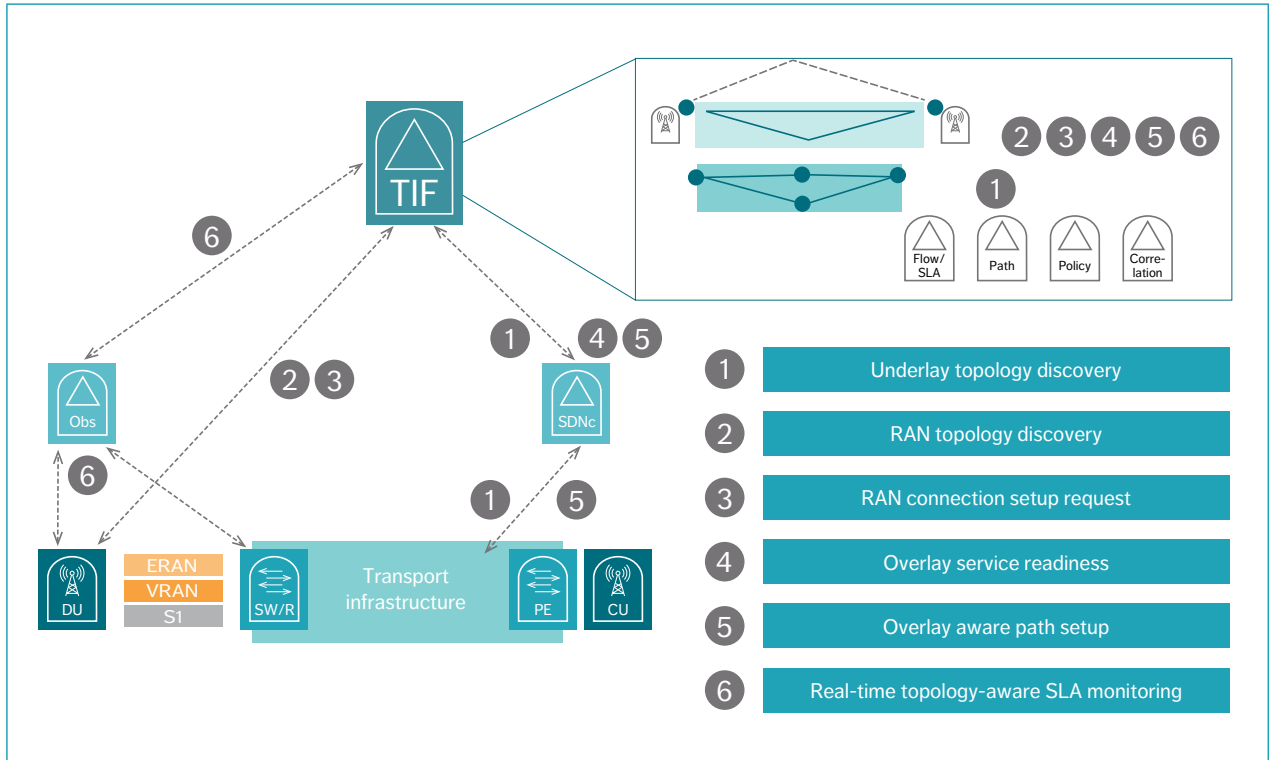 TIF
2 3 4 5 6
1
Flow/
SLA
Path
Policy
Corre-
lation
6
1
4 5
2 3
Obs
SDNc
6
1
5
DU
ERAN
VRAN
S1
SW/R
Transport
infrastructure
PE
CU
1 Underlay topology discovery
2 RAN topology discovery
3 RAN connection setup request
4 Overlay service readiness
5 Overlay aware path setup
6 Real-time topology-aware SLA monitoring